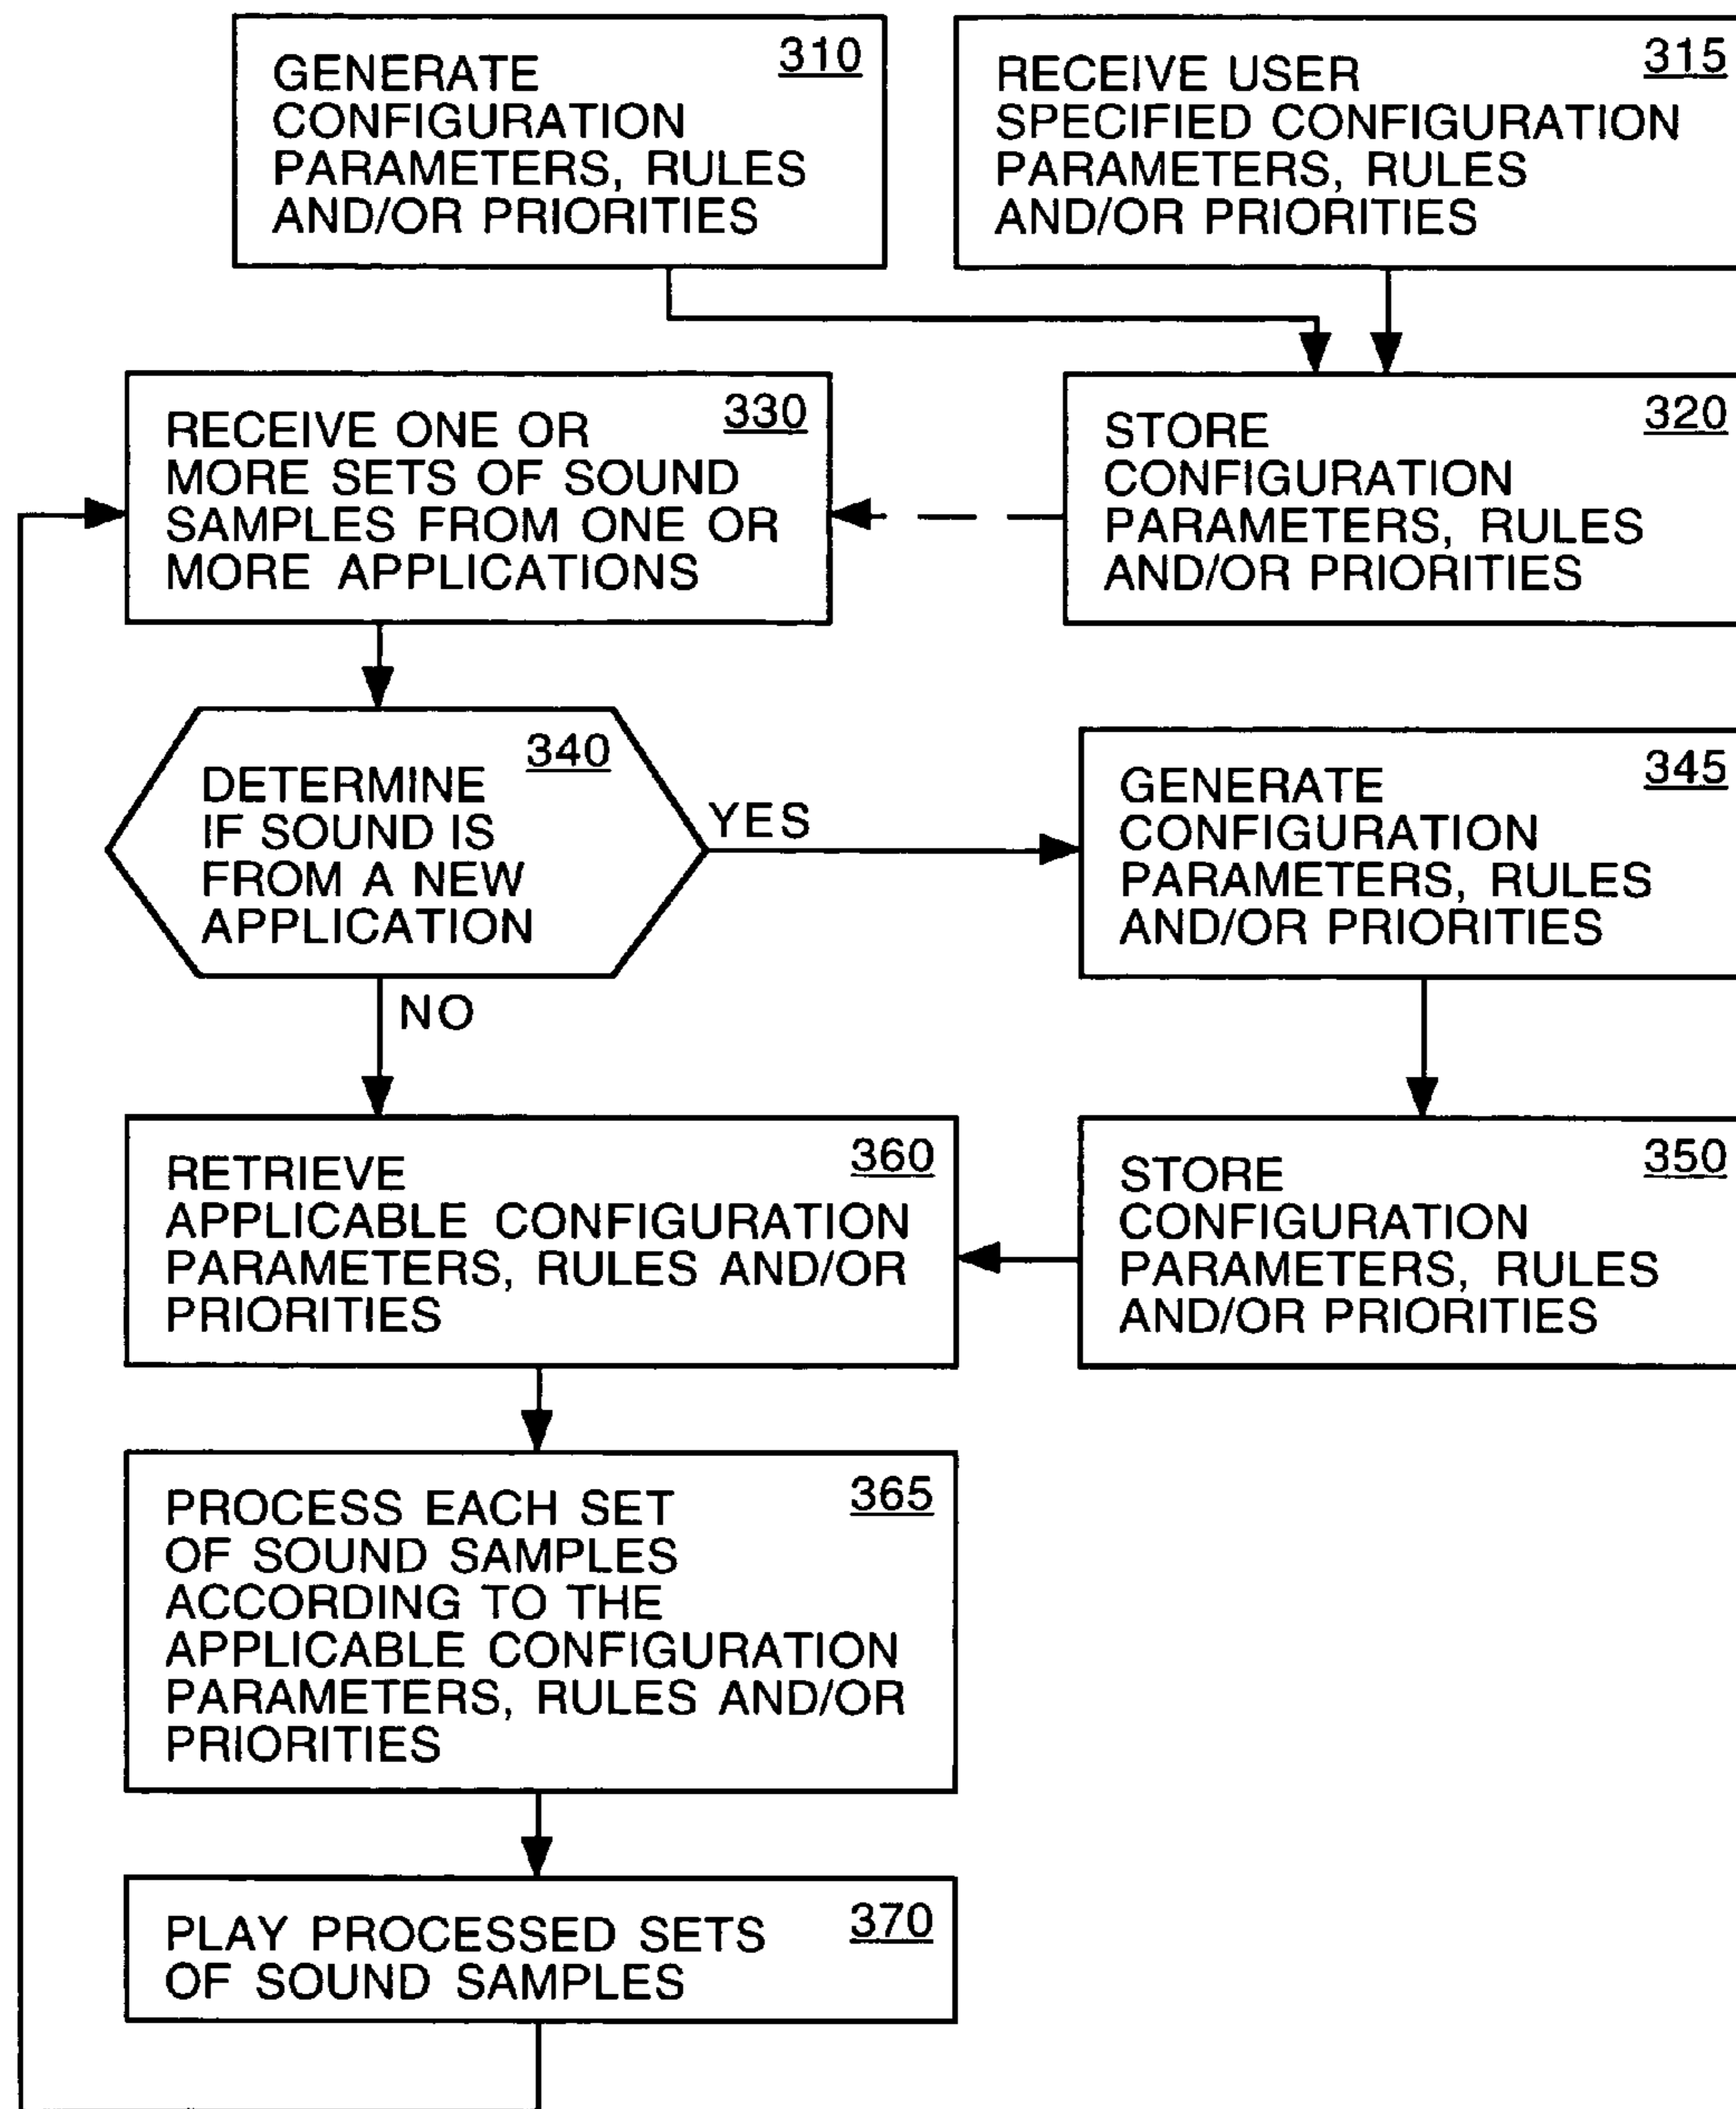 310
GENERATE
CONFIGURATION
PARAMETERS, RULES
AND/OR PRIORITIES
315
RECEIVE USER
SPECIFIED CONFIGURATION
PARAMETERS, RULES
AND/OR PRIORITIES
330
RECEIVE ONE OR
MORE SETS OF SOUND
SAMPLES FROM ONE OR
MORE APPLICATIONS
320
STORE
CONFIGURATION
PARAMETERS, RULES
AND/OR PRIORITIES
340
DETERMINE
IF SOUND IS
FROM A NEW
APPLICATION
YES
NO
345
GENERATE
CONFIGURATION
PARAMETERS, RULES
AND/OR PRIORITIES
360
RETRIEVE
APPLICABLE CONFIGURATION
PARAMETERS, RULES AND/OR
PRIORITIES
350
STORE
CONFIGURATION
PARAMETERS, RULES
AND/OR PRIORITIES
365
PROCESS EACH SET
OF SOUND SAMPLES
ACCORDING TO THE
APPLICABLE CONFIGURATION
PARAMETERS, RULES AND/OR
PRIORITIES
370
PLAY PROCESSED SETS
OF SOUND SAMPLES